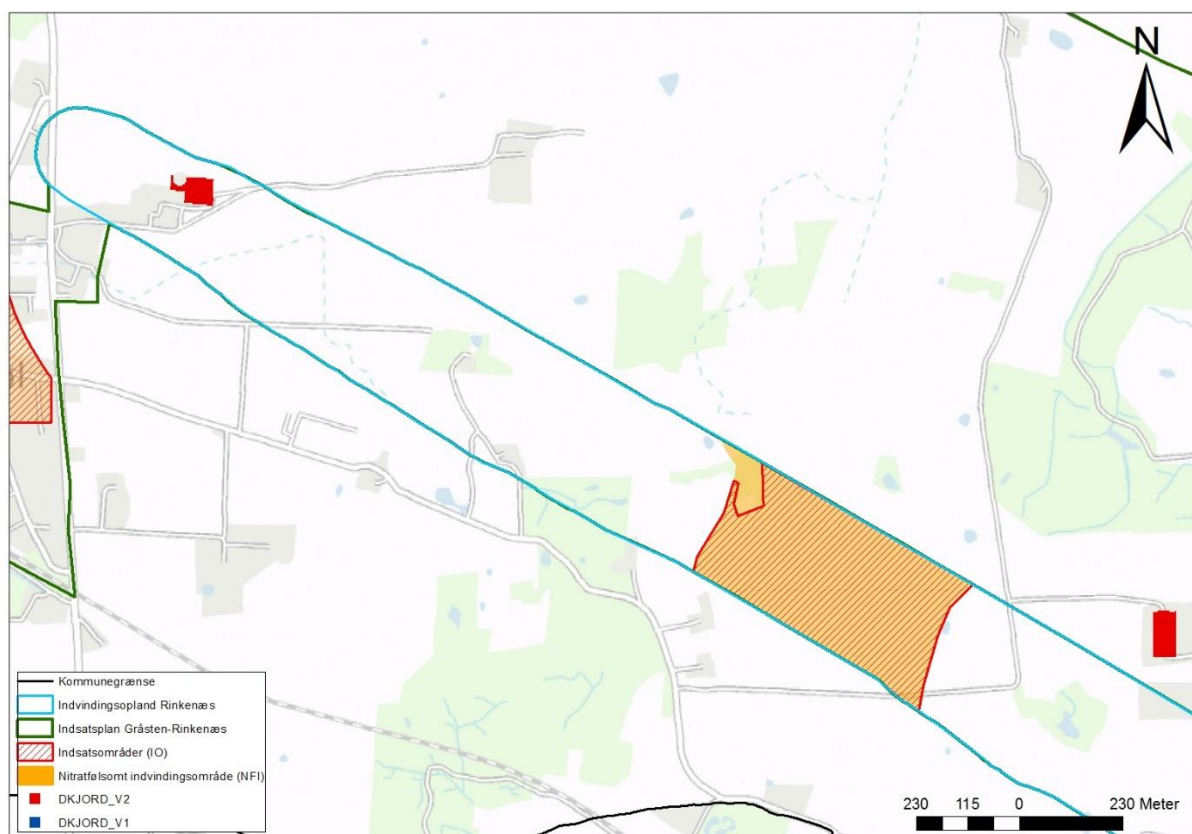 N
Kommunegrænse
Indvindingsopland Rinkenæs
Indsatsplan Gråsten-Rinkenæs
Indsatsområder (IO)
Nitratfølsomt indvindingsområde (NFI)
DKJORD_V2
DKJORD_V1
230 115 0 230 Meter